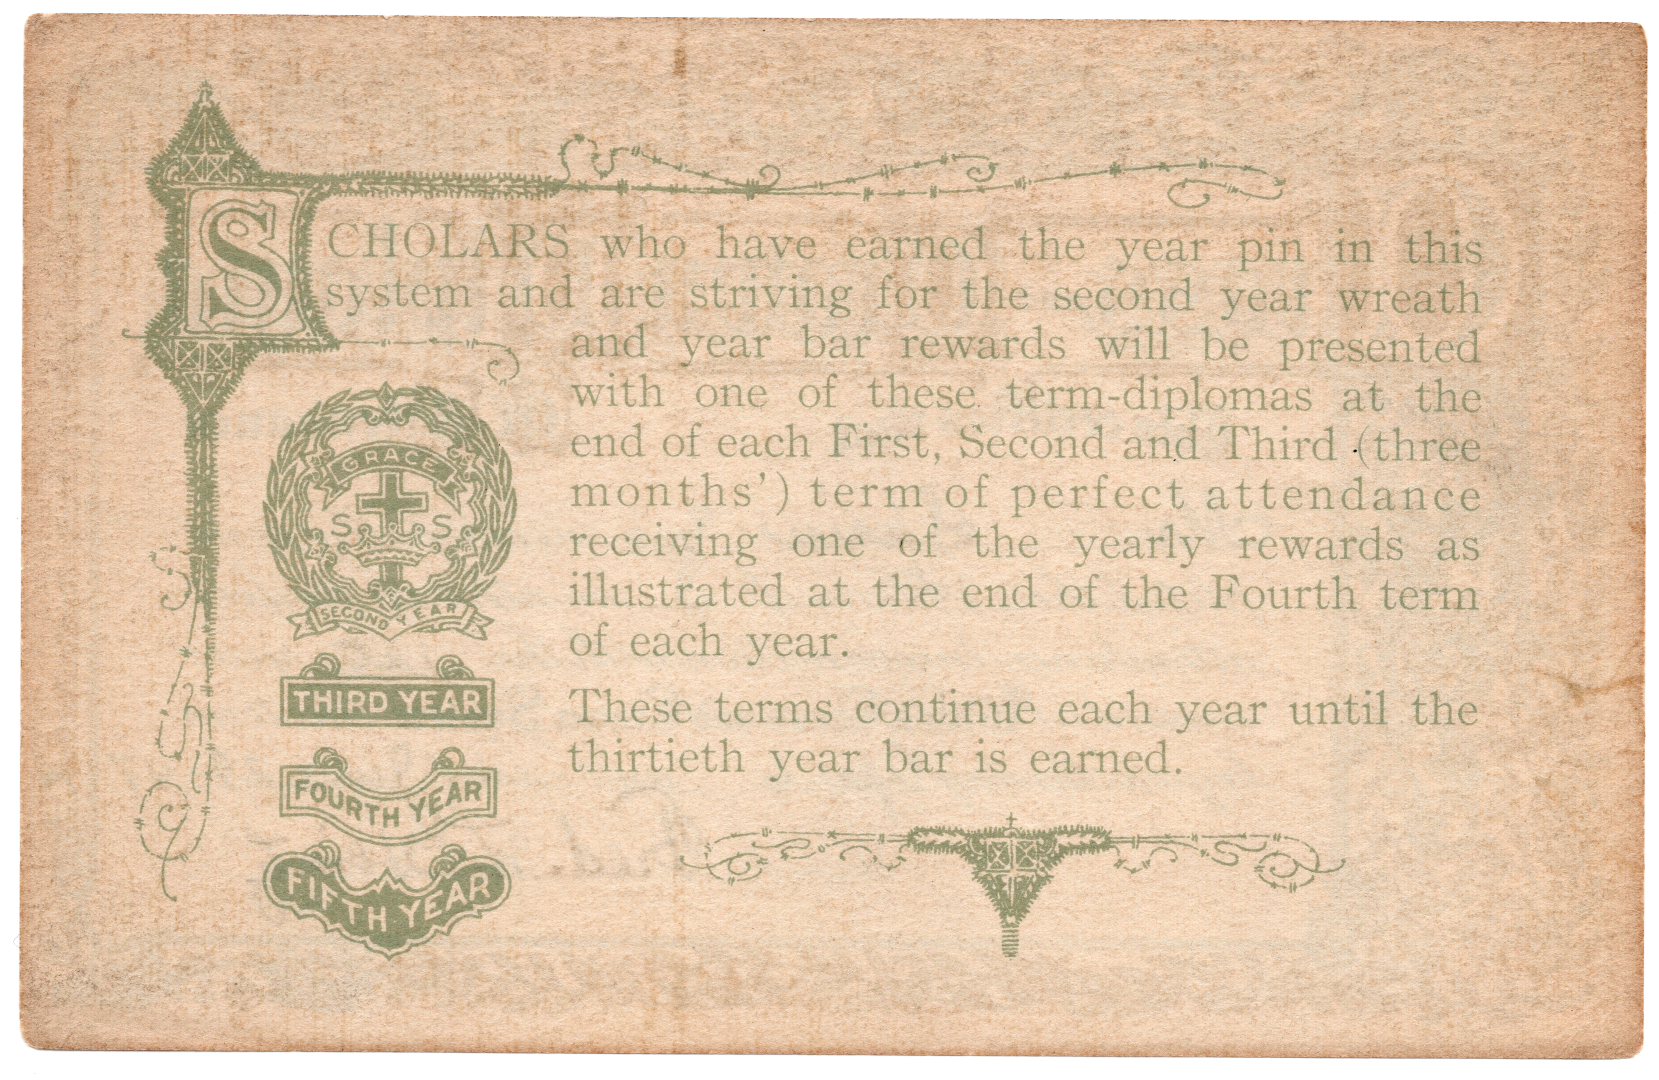 SCHOLARS who have earned the year pin in this
system and are striving for the second year wreath
and year bar rewards will be presented
with one of these term-diplomas at the
end of each First, Second and Third (three
months') term of perfect attendance
receiving one of the yearly rewards as
illustrated at the end of the Fourth term
of each year.
These terms continue each year until the
thirtieth year bar is earned.
GRACE
S S
SECOND YEAR
THIRD YEAR
FOURTH YEAR
FIFTH YEAR